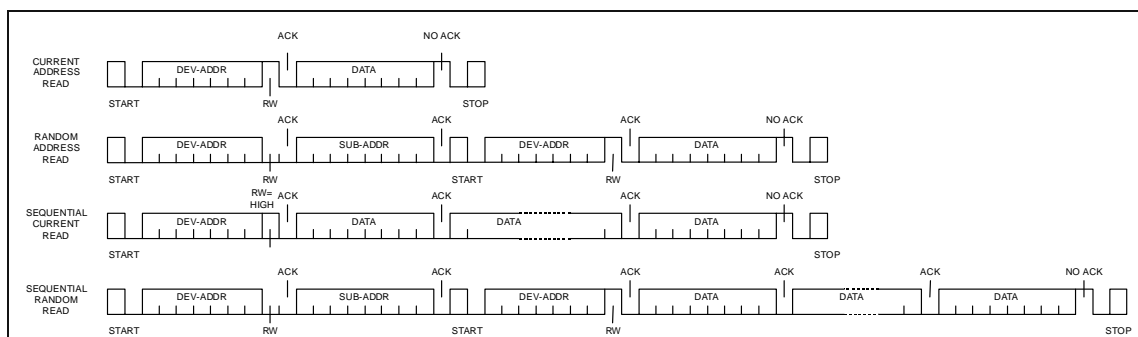 ACK NO ACK
CURRENT ADDRESS READ
DEV-ADDR DATA
START RW STOP
ACK ACK ACK NO ACK
RANDOM ADDRESS READ
DEV-ADDR SUB-ADDR DEV-ADDR DATA
START RW START RW STOP
RW= HIGH
ACK ACK ACK NO ACK
SEQUENTIAL CURRENT READ
DEV-ADDR DATA DATA DATA
START STOP
ACK ACK ACK ACK ACK NO ACK
SEQUENTIAL RANDOM READ
DEV-ADDR SUB-ADDR DEV-ADDR DATA DATA DATA
START RW START RW STOP